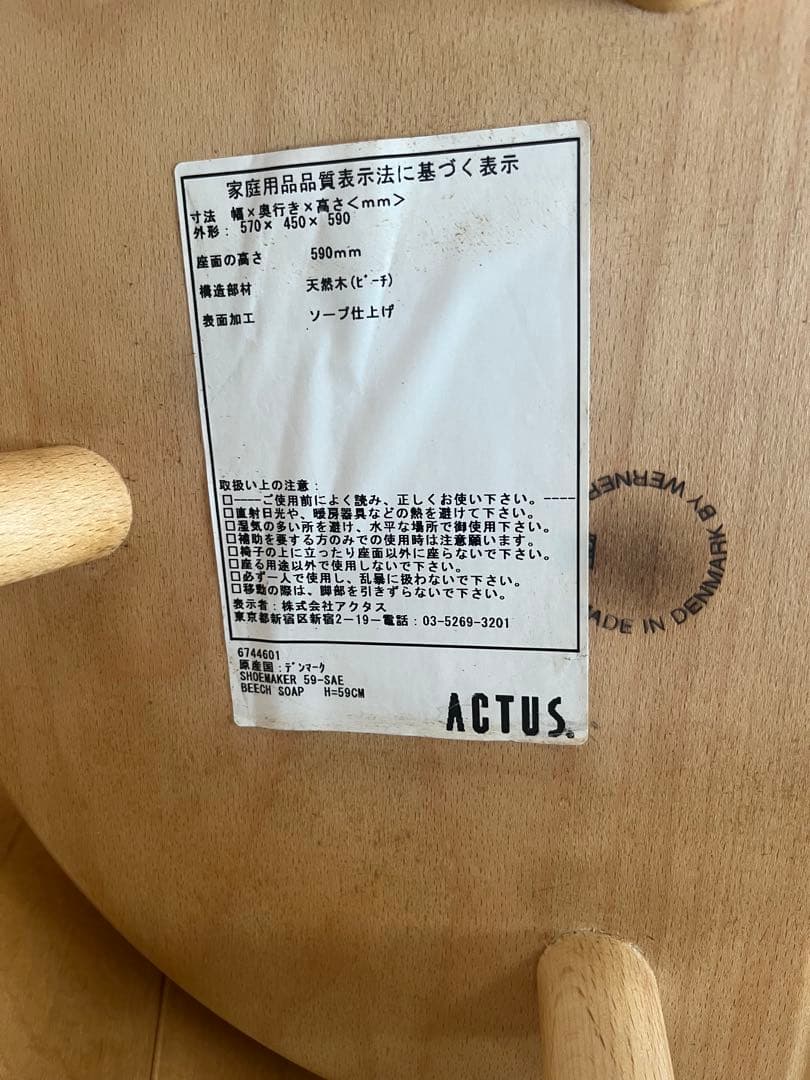 家庭用品品質表示法に基づく表示
寸法 幅×奥行き×高さ<mm>
外形： 570× 450× 590
座面の高さ 590mm
構造部材 天然木(ﾋﾞｰﾁ)
表面加工 ソープ仕上げ
取扱い上の注意：
□----ご使用前によく読み、正しくお使い下さい。----
□直射日光や、暖房器具などの熱を避けて下さい。
□湿気の多い所を避け、水平な場所で御使用下さい。
□補助を要する方のみでの使用時は注意願います。
□椅子の上に立ったり座面以外に座らないで下さい。
□座る用途以外で使用しないで下さい。
□必ず一人で使用し、乱暴に扱わないで下さい。
□移動の際は、脚部を引きずらないで下さい。
表示者：株式会社アクタス
東京都新宿区新宿2－19－電話：03-5269-3201
6744601
原産国：ﾃﾞﾝﾏｰｸ
SHOEMAKER 59-SAE
BEECH SOAP H=59CM
ACTUS®
IN DENMARK BY WERNER